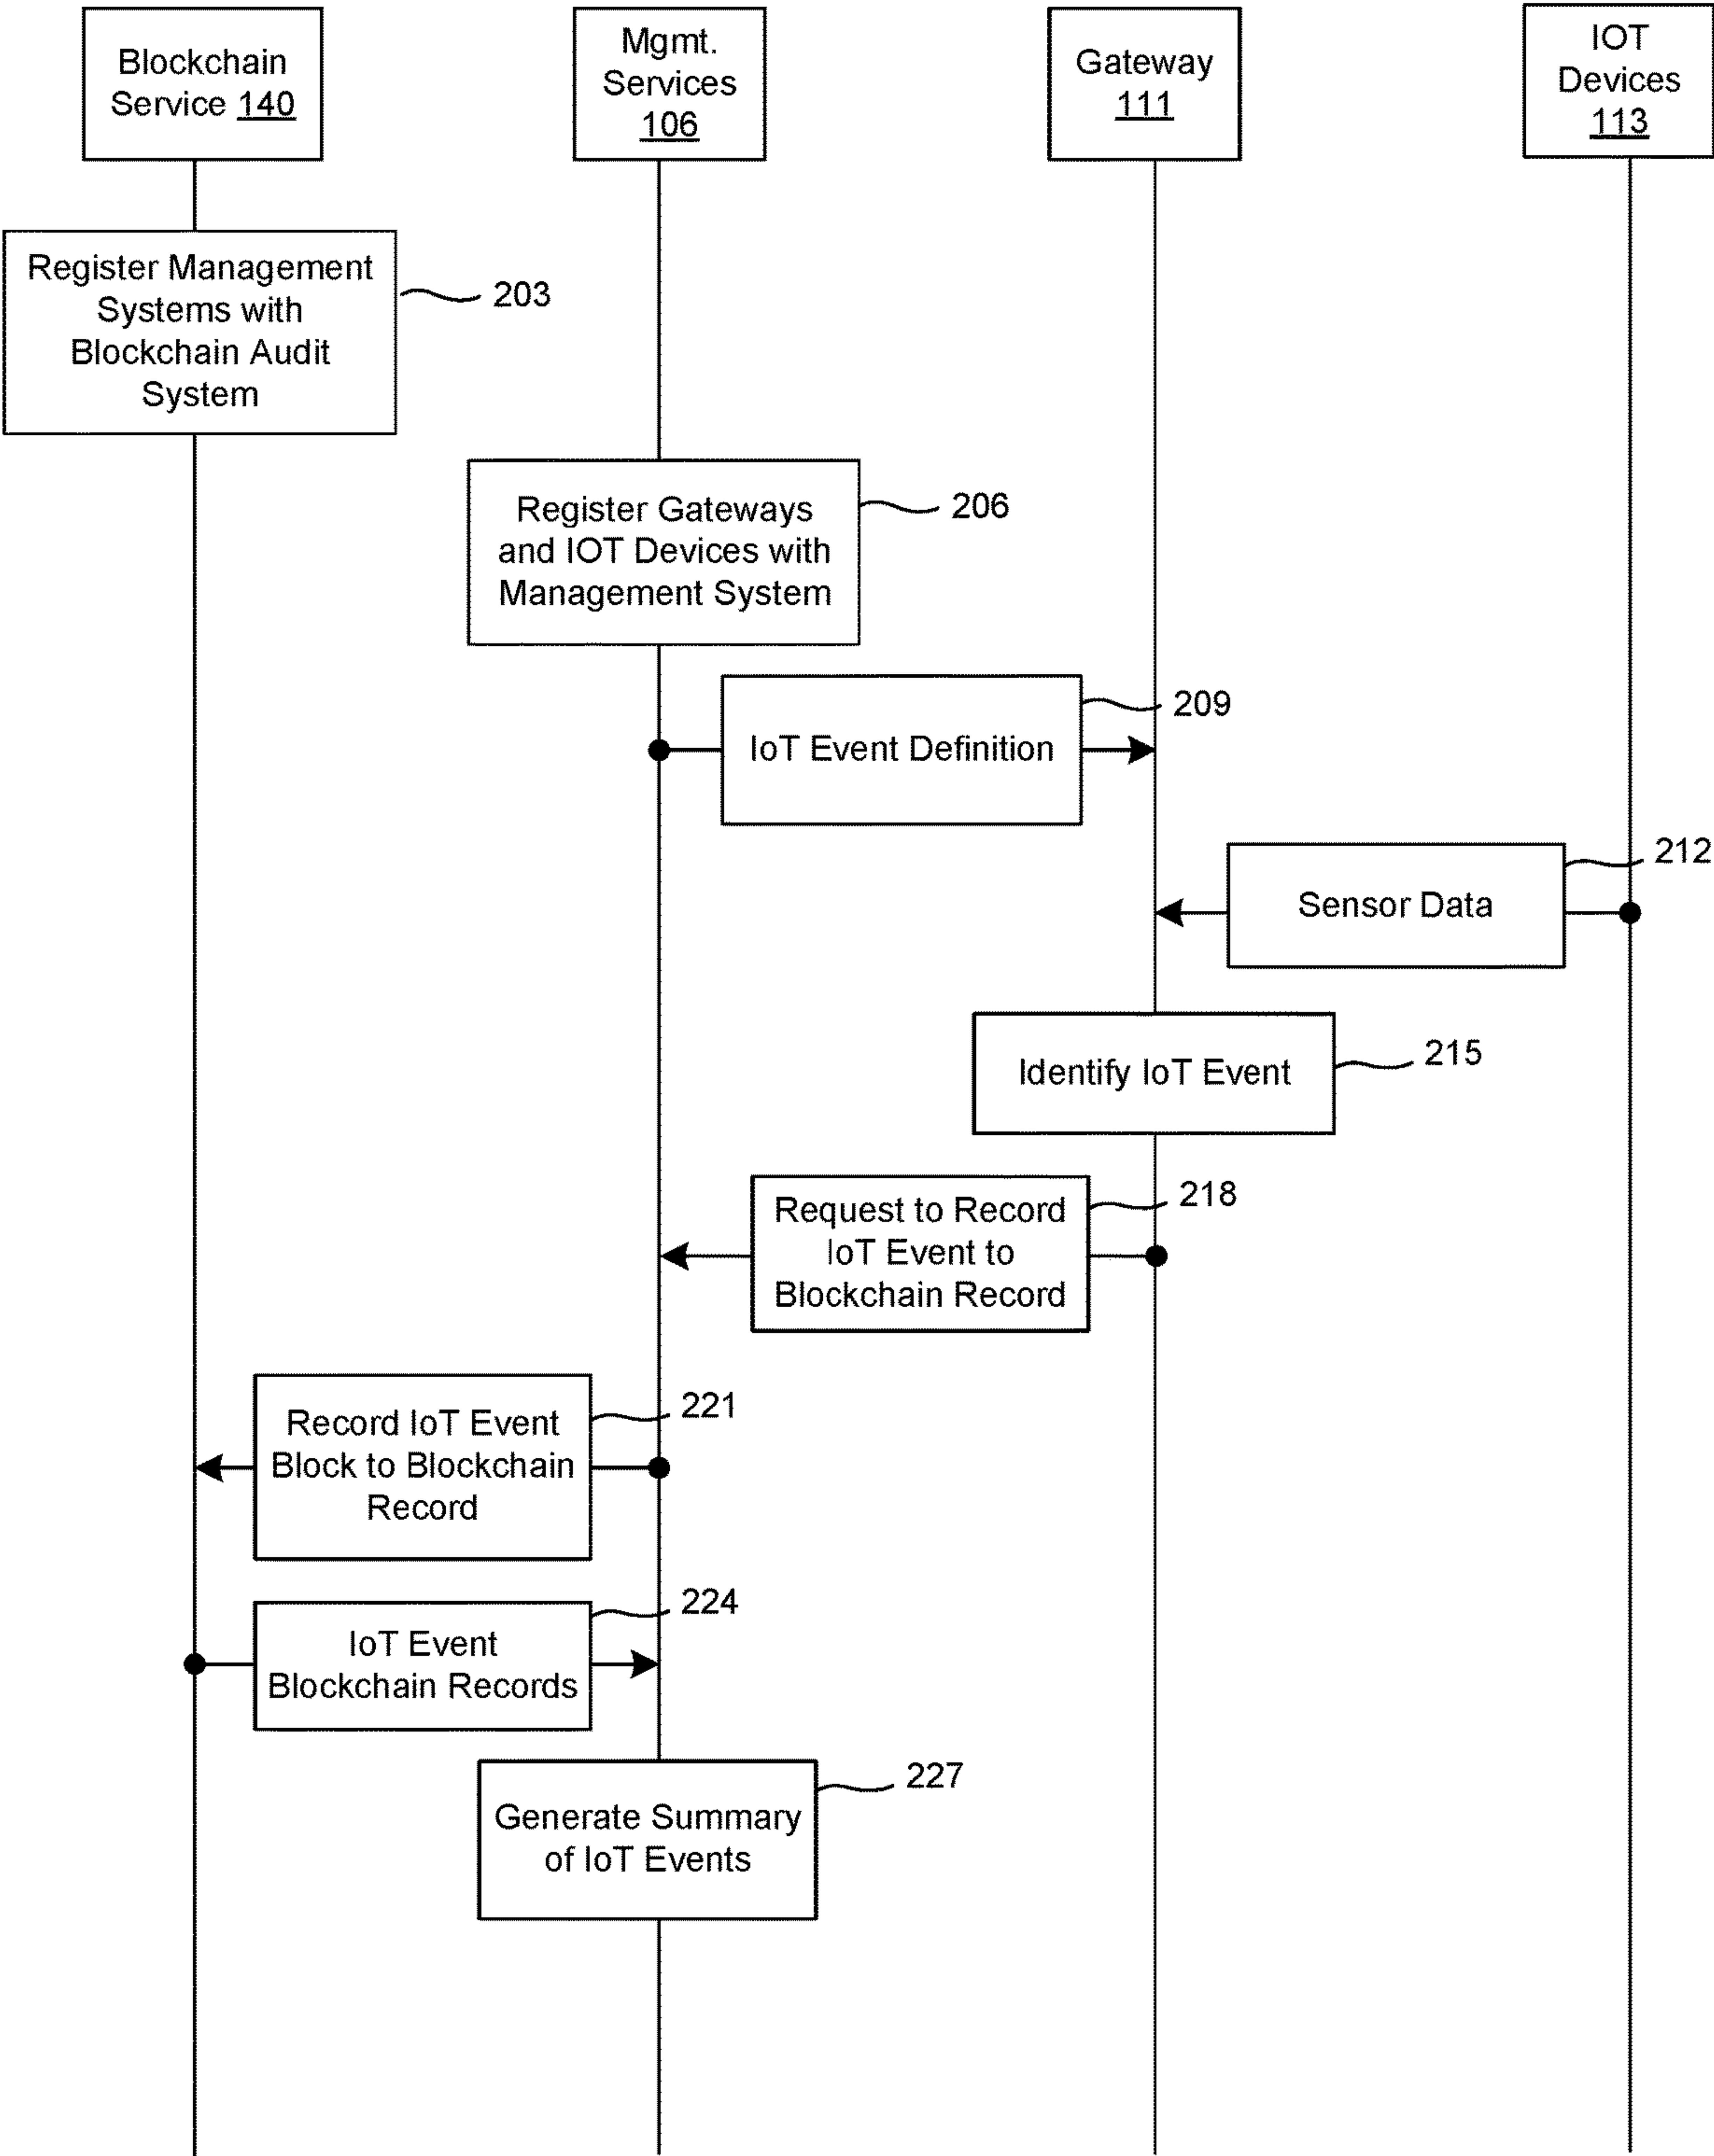 Blockchain
Service 140
Mgmt.
Services
106
Gateway
111
IOT
Devices
113
Register Management
Systems with
Blockchain Audit
System
203
Register Gateways
and IOT Devices with
Management System
206
IoT Event Definition
209
Sensor Data
212
Identify IoT Event
215
Request to Record
IoT Event to
Blockchain Record
218
Record IoT Event
Block to Blockchain
Record
221
IoT Event
Blockchain Records
224
Generate Summary
of IoT Events
227